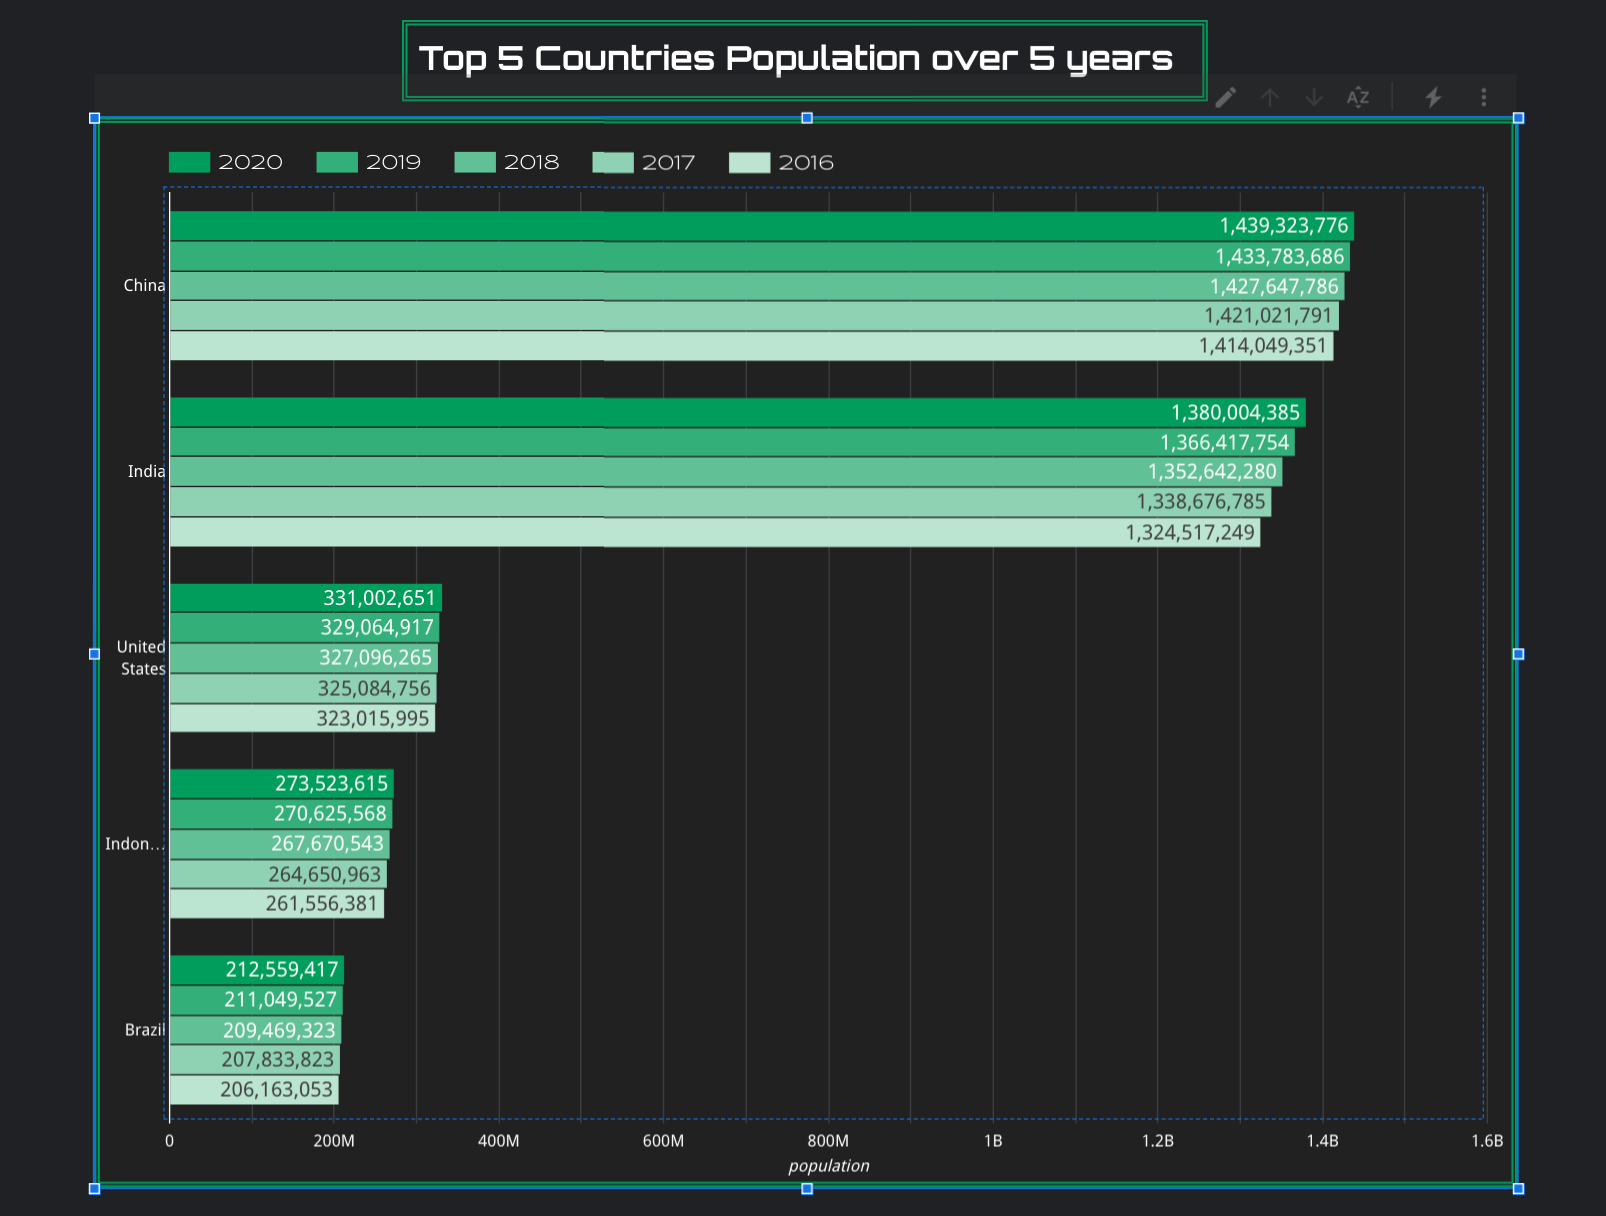 Top 5 Countries Population over 5 years
AZ
2020 2019 2018 2017 2016
China
1,439,323,776
1,433,783,686
1,427,647,786
1,421,021,791
1,414,049,351
India
1,380,004,385
1,366,417,754
1,352,642,280
1,338,676,785
1,324,517,249
United
States
331,002,651
329,064,917
327,096,265
325,084,756
323,015,995
Indon...
273,523,615
270,625,568
267,670,543
264,650,963
261,556,381
Brazil
212,559,417
211,049,527
209,469,323
207,833,823
206,163,053
0 200M 400M 600M 800M 1B 1.2B 1.4B 1.6B
population